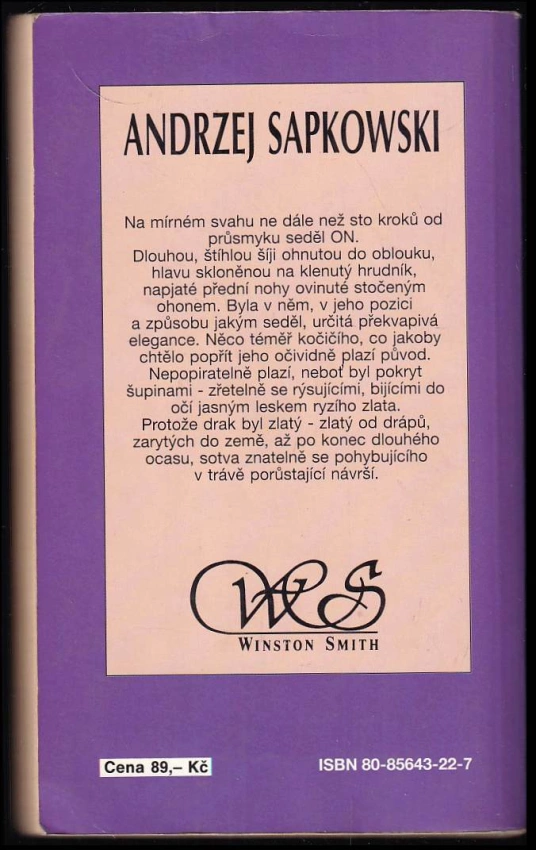 ANDRZEJ SAPKOWSKI
Na mírném svahu ne dále než sto kroků od
průsmyku seděl ON.
Dlouhou, štíhlou šíji ohnutou do oblouku,
hlavu skloněnou na klenutý hrudník,
napjaté přední nohy ovinuté stočeným
ohonem. Byla v něm, v jeho pozici
a způsobu jakým seděl, určitá překvapivá
elegance. Něco téměř kočičího, co jakoby
chtělo popřít jeho očividně plazí původ.
Nepopiratelně plazí, neboť byl pokryt
šupinami - zřetelně se rýsujícími, bijícími do
očí jasným leskem ryzího zlata.
Protože drak byl zlatý - zlatý od drápů,
zarytých do země, až po konec dlouhého
ocasu, sotva znatelně se pohybujícího
v trávě porůstající návrší.
WS
WINSTON SMITH
Cena 89,– Kč
ISBN 80-85643-22-7